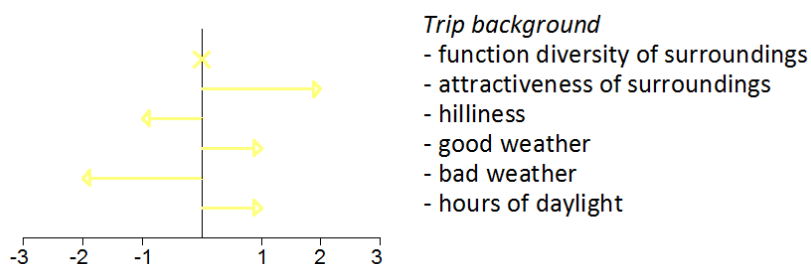 Trip background
- function diversity of surroundings
- attractiveness of surroundings
- hilliness
- good weather
- bad weather
- hours of daylight
-3 -2 -1 1 2 3